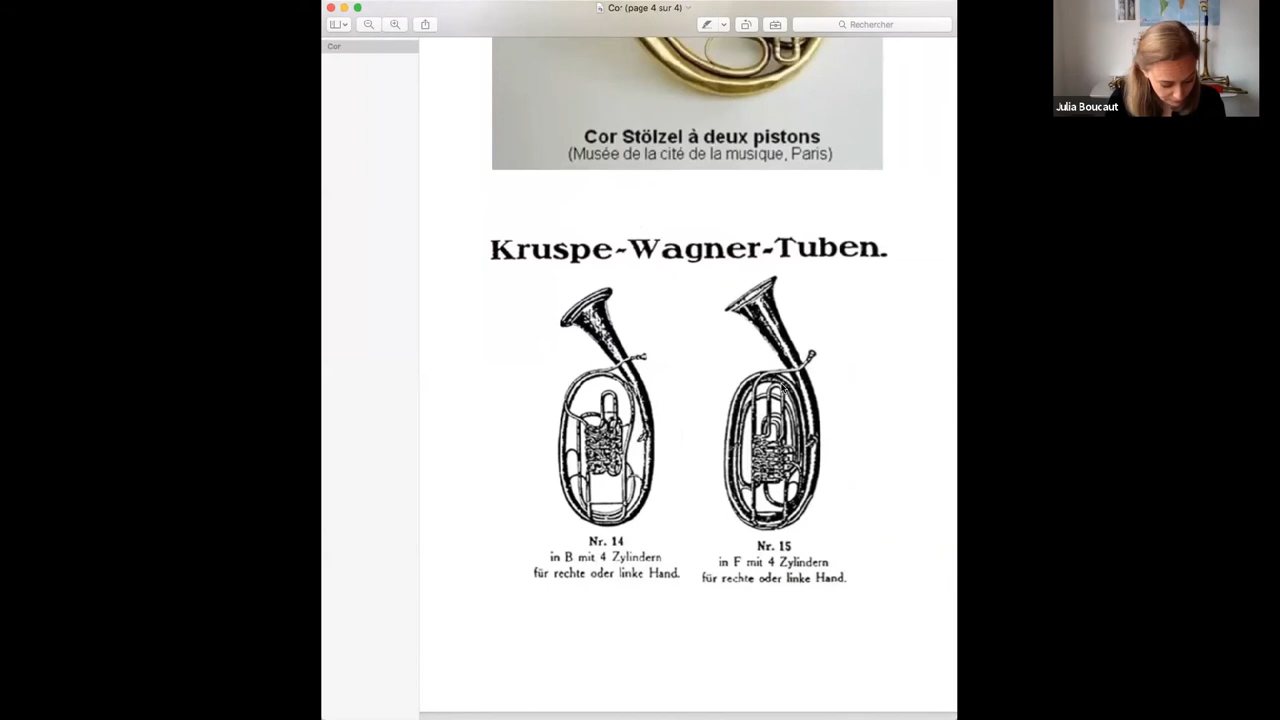 Cor (page 4 sur 4)
Rechercher
Cor
Julia Boucaut
Cor Stölzel à deux pistons
(Musée de la cité de la musique, Paris)
Kruspe-Wagner-Tuben.
Nr. 14
in B mit 4 Zylindern
für rechte oder linke Hand.
Nr. 15
in F mit 4 Zylindern
für rechte oder linke Hand.